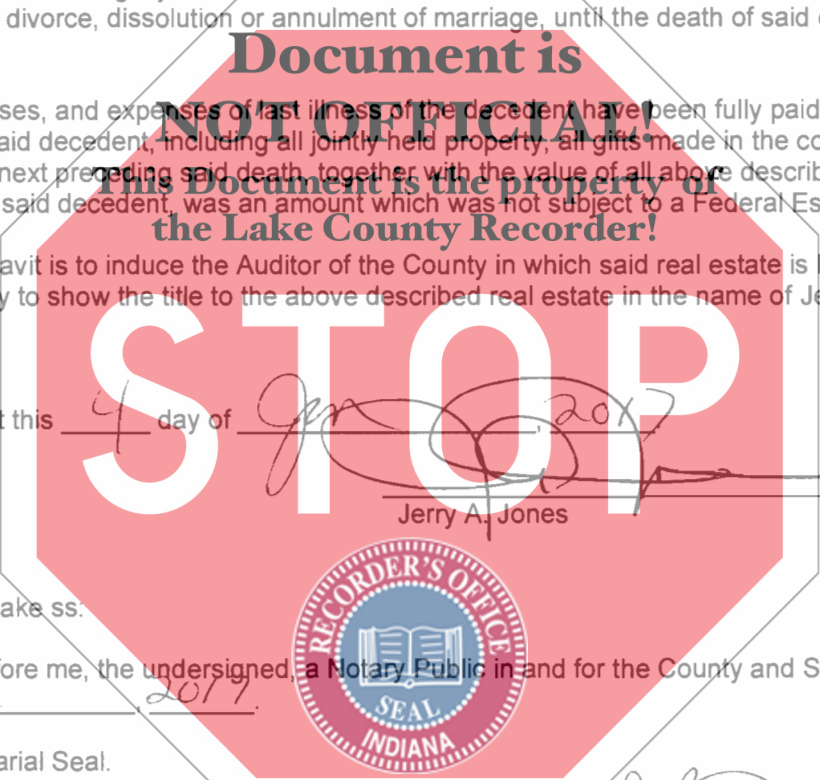 divorce, dissolution or annulment of marriage, until the death of said
Document is
ses, and expenses of last illness of the decedent have been fully paid
NOT OFFICIAL!
aid decedent, including all jointly held property, all gifts made in the co
next preceding said death, together with the value of all above describ
This Document is the property of
said decedent, was an amount which was not subject to a Federal Es
the Lake County Recorder!
avit is to induce the Auditor of the County in which said real estate is l
y to show the title to the above described real estate in the name of Je
STOP
t this 4 day of Jan, 2017
Jerry A. Jones
RECORDER'S OFFICE
ake ss:
fore me, the undersigned, a Notary Public in and for the County and S
, 2017.
SEAL
INDIANA
arial Seal.